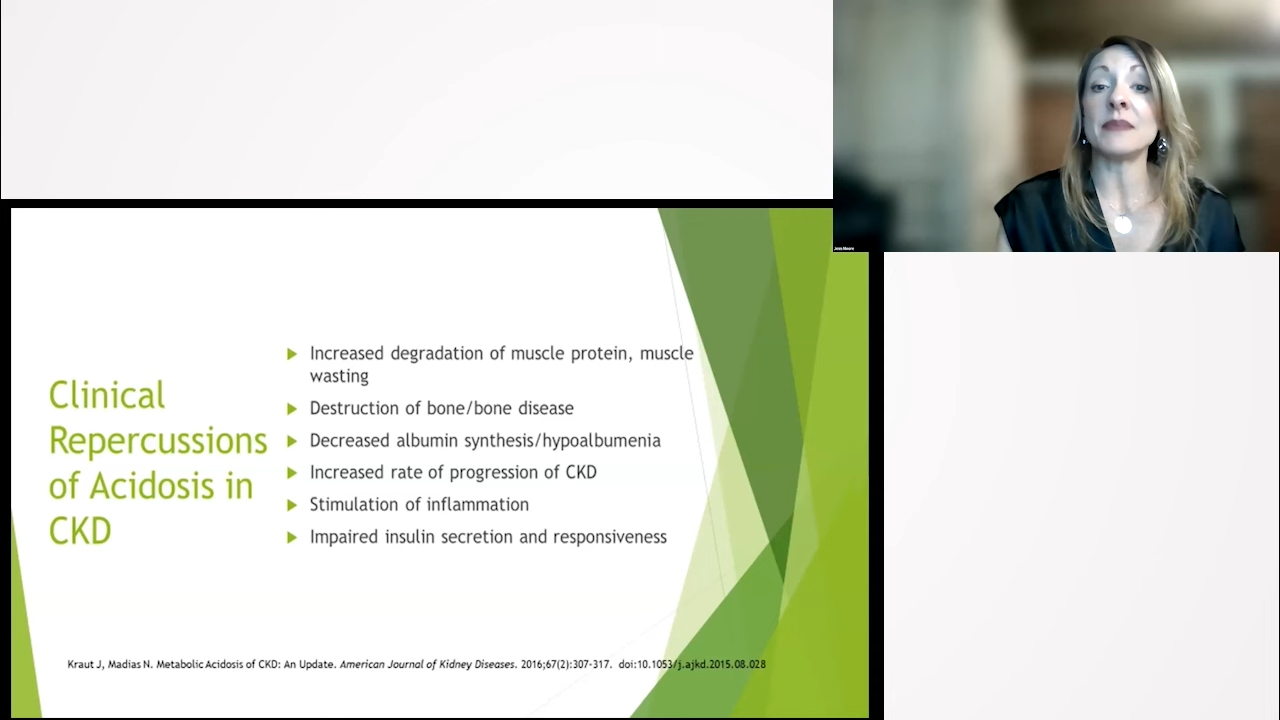 Jess Moore
Clinical
Repercussions
of Acidosis in
CKD
Increased degradation of muscle protein, muscle
wasting
Destruction of bone/bone disease
Decreased albumin synthesis/hypoalbumenia
Increased rate of progression of CKD
Stimulation of inflammation
Impaired insulin secretion and responsiveness
Kraut J, Madias N. Metabolic Acidosis of CKD: An Update. American Journal of Kidney Diseases. 2016;67(2):307-317. doi:10.1053/j.ajkd.2015.08.028